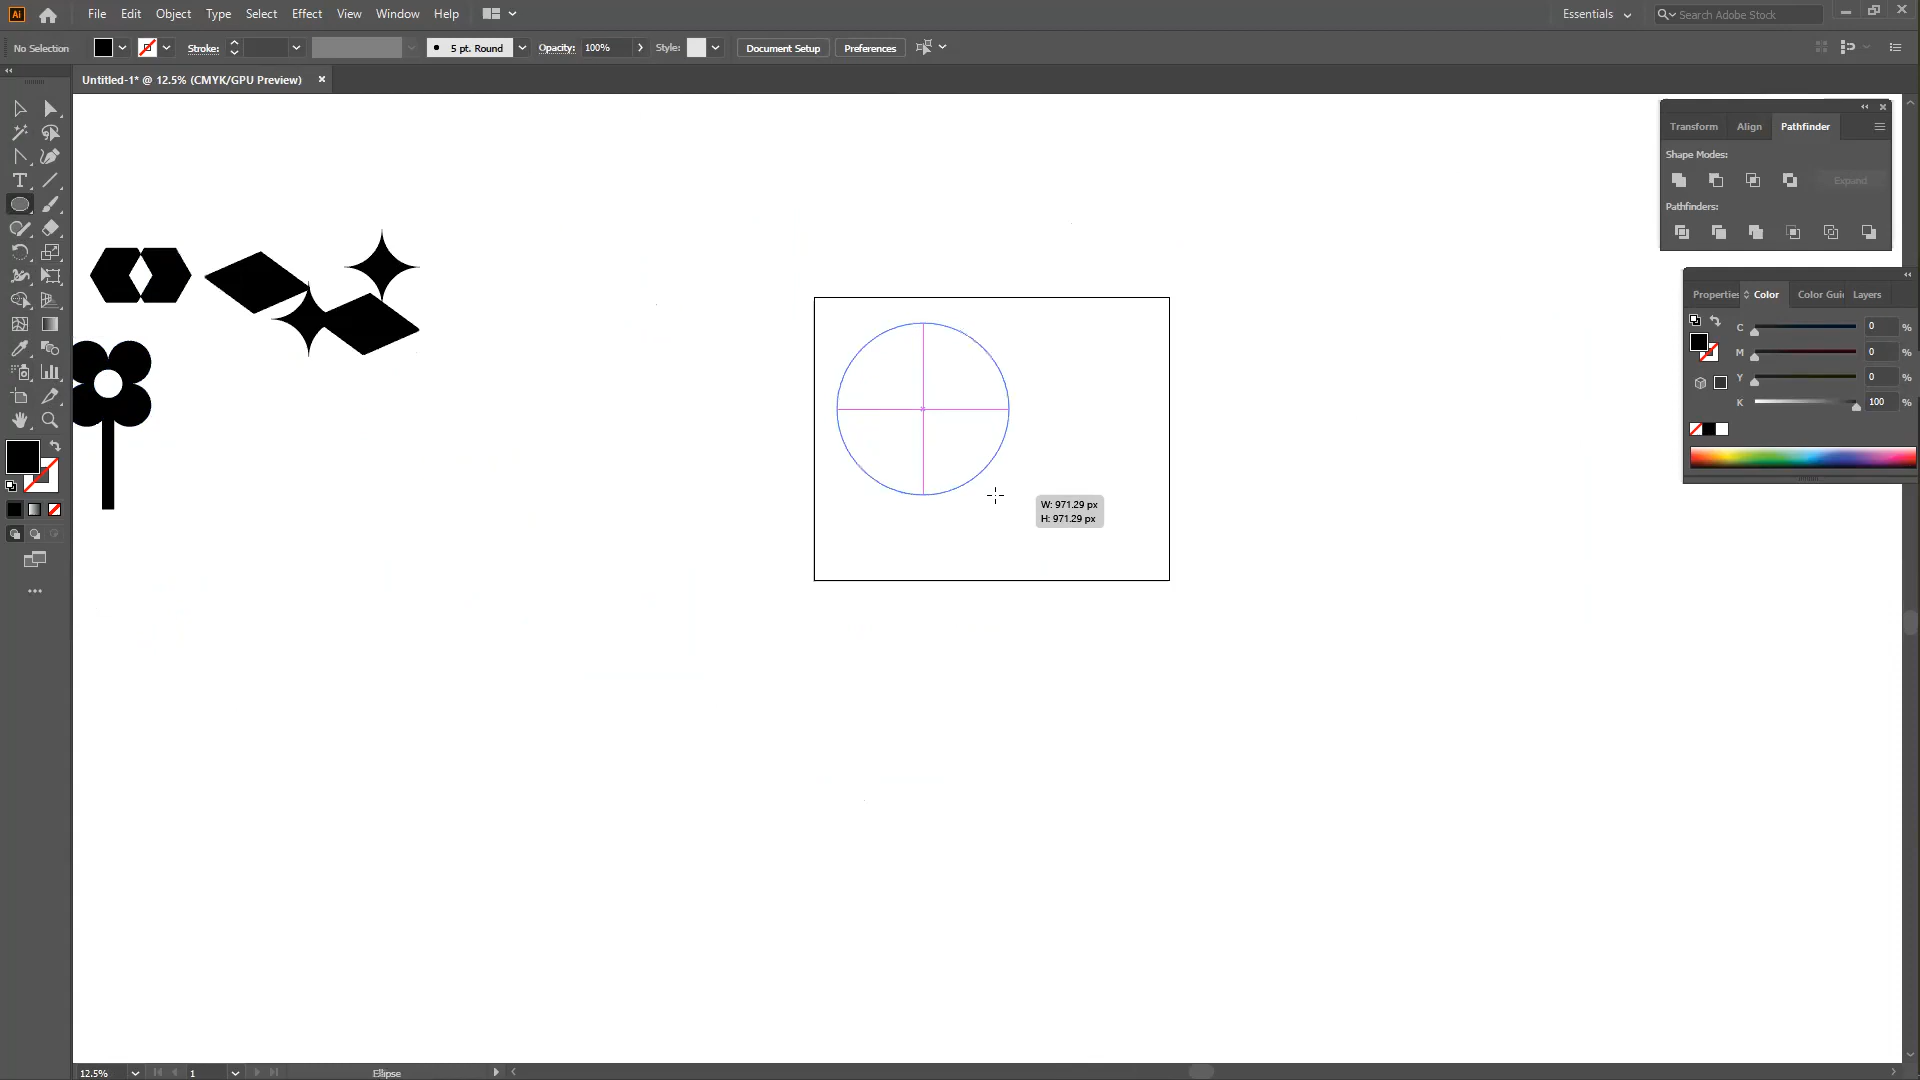 Ai File Edit Object Type Select Effect View Window Help Essentials Search Adobe Stock
No Selection Stroke: 5 pt. Round Opacity: 100% Style: Document Setup Preferences
Untitled-1* @ 12.5% (CMYK/GPU Preview) ×
Transform Align Pathfinder
Shape Modes:
Expand
Pathfinders:
Properties Color Color Gui Layers
C 0 %
M 0 %
Y 0 %
K 100 %
W: 971.29 px
H: 971.29 px
12.5% 1 Ellipse